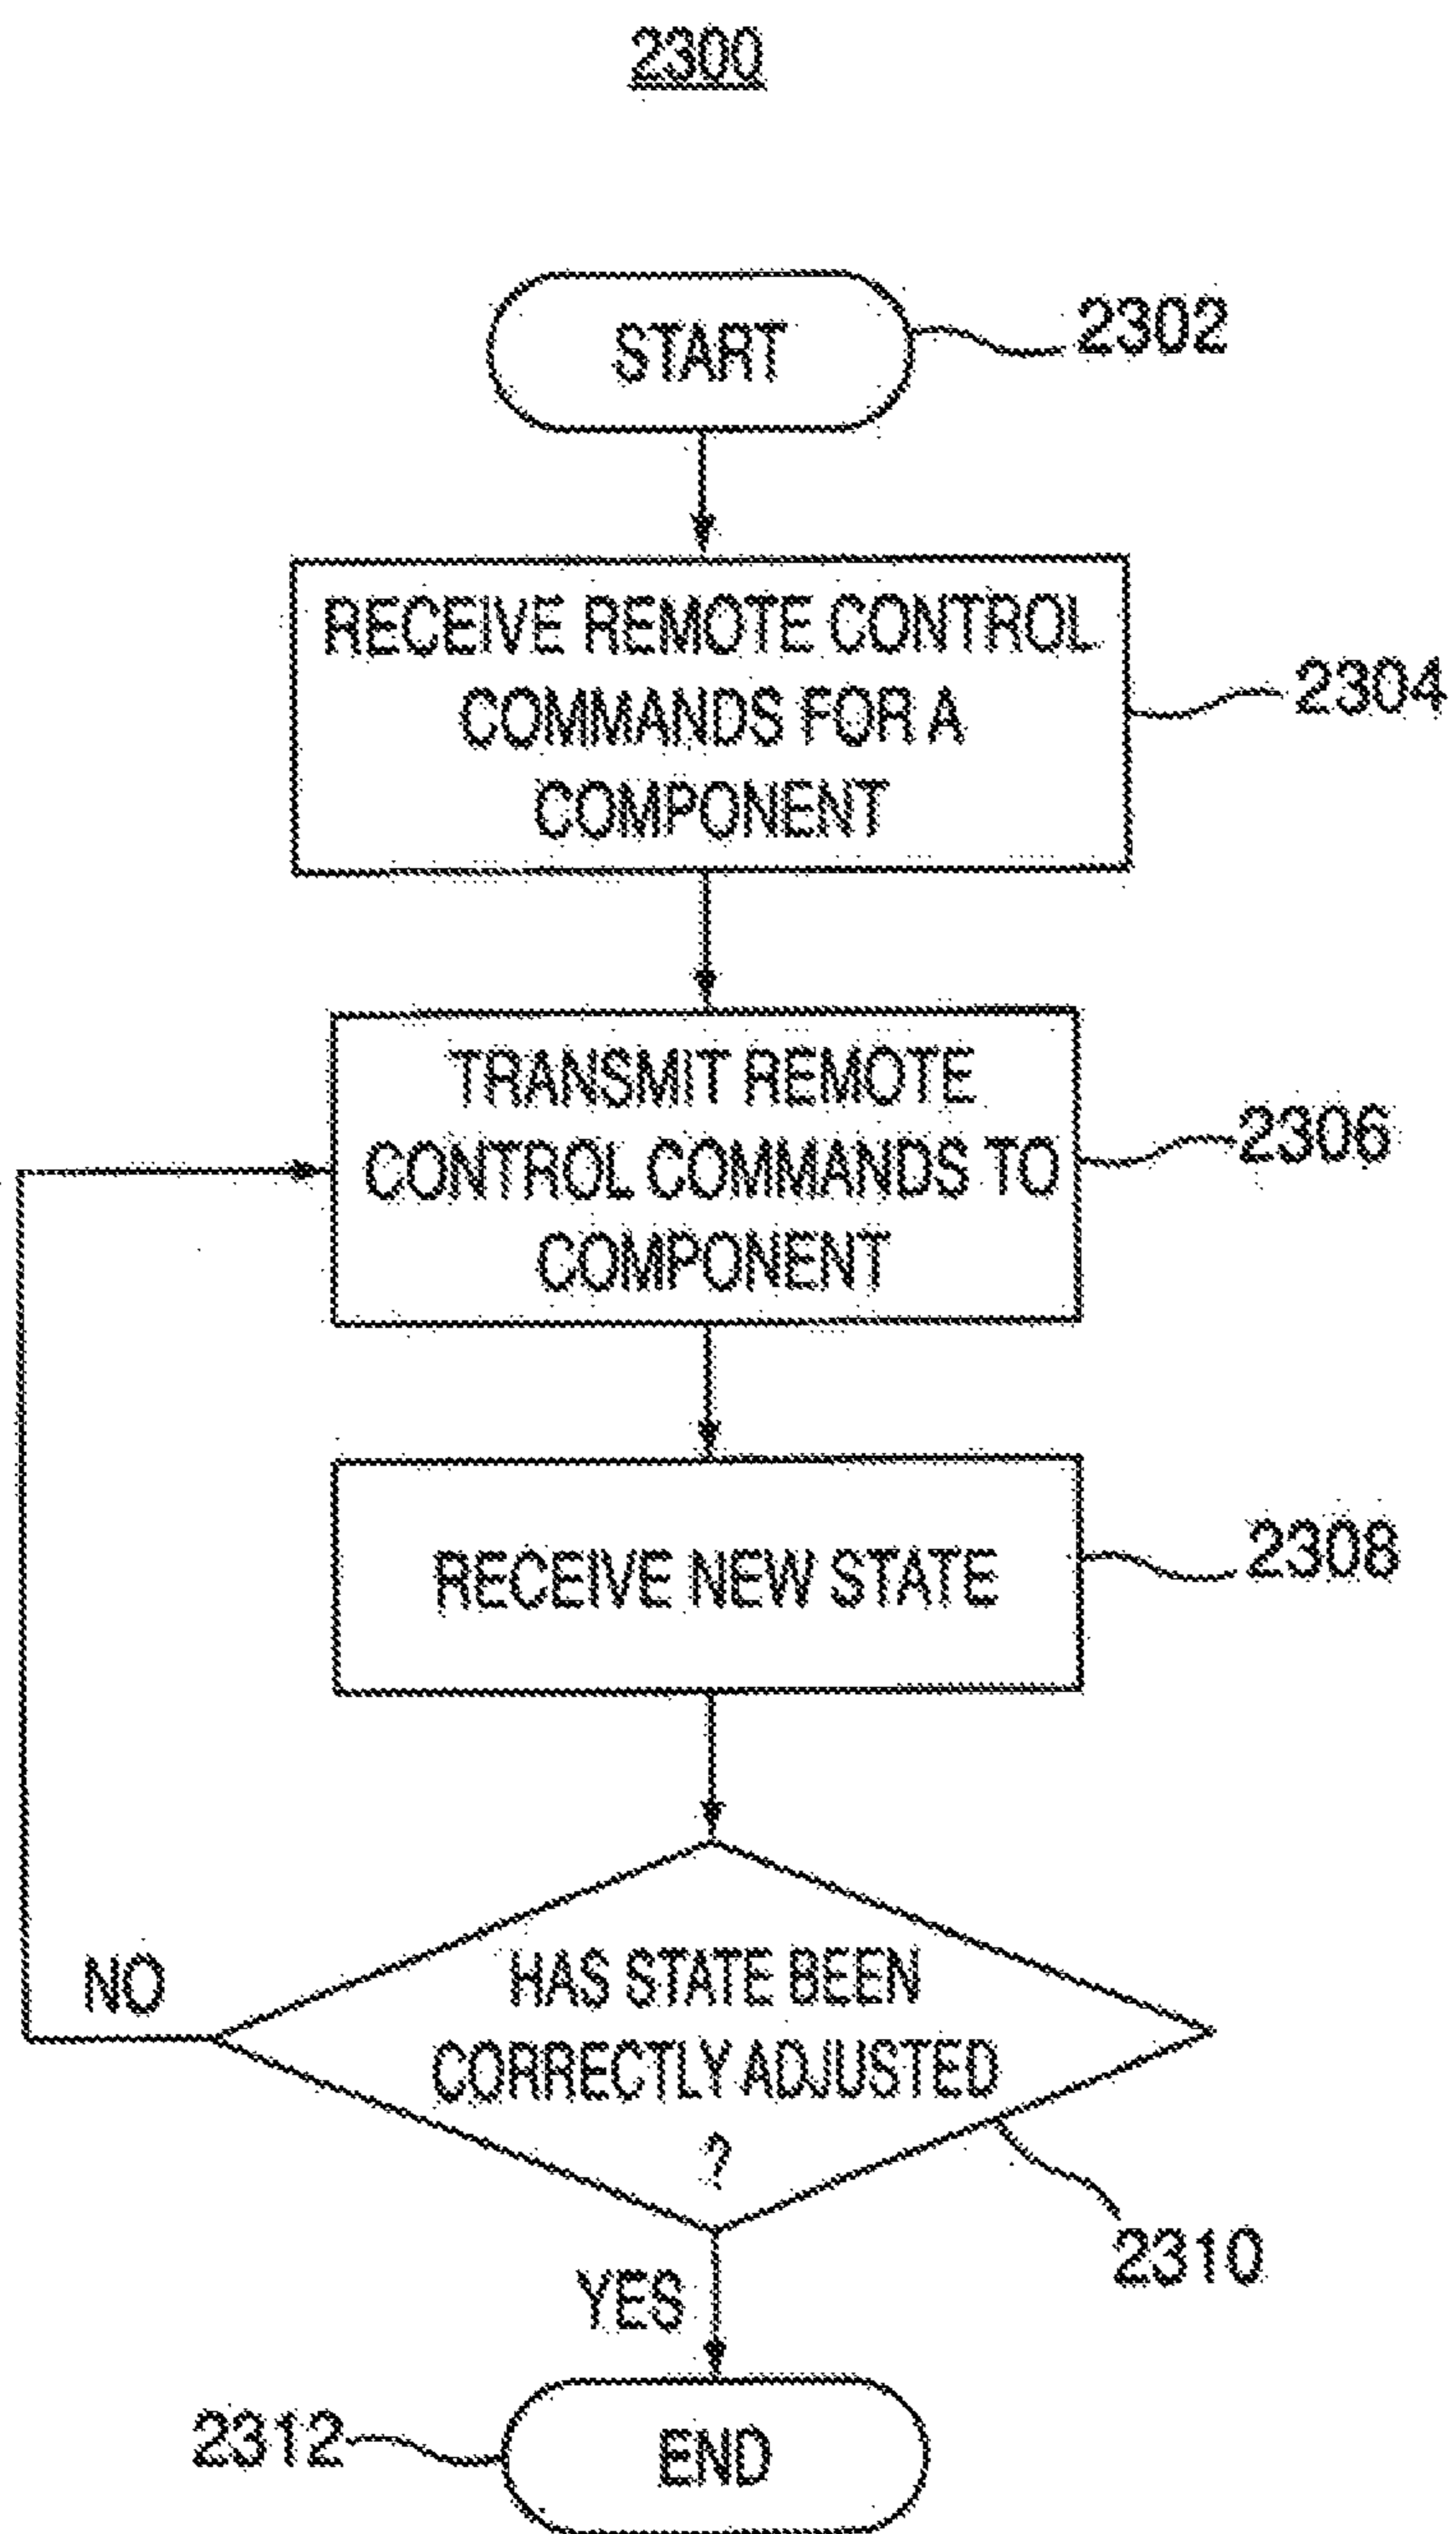 2300
START
2302
RECEIVE REMOTE CONTROL
COMMANDS FOR A
COMPONENT
2304
TRANSMIT REMOTE
CONTROL COMMANDS TO
COMPONENT
2306
RECEIVE NEW STATE
2308
HAS STATE BEEN
CORRECTLY ADJUSTED
?
NO
2310
YES
2312
END